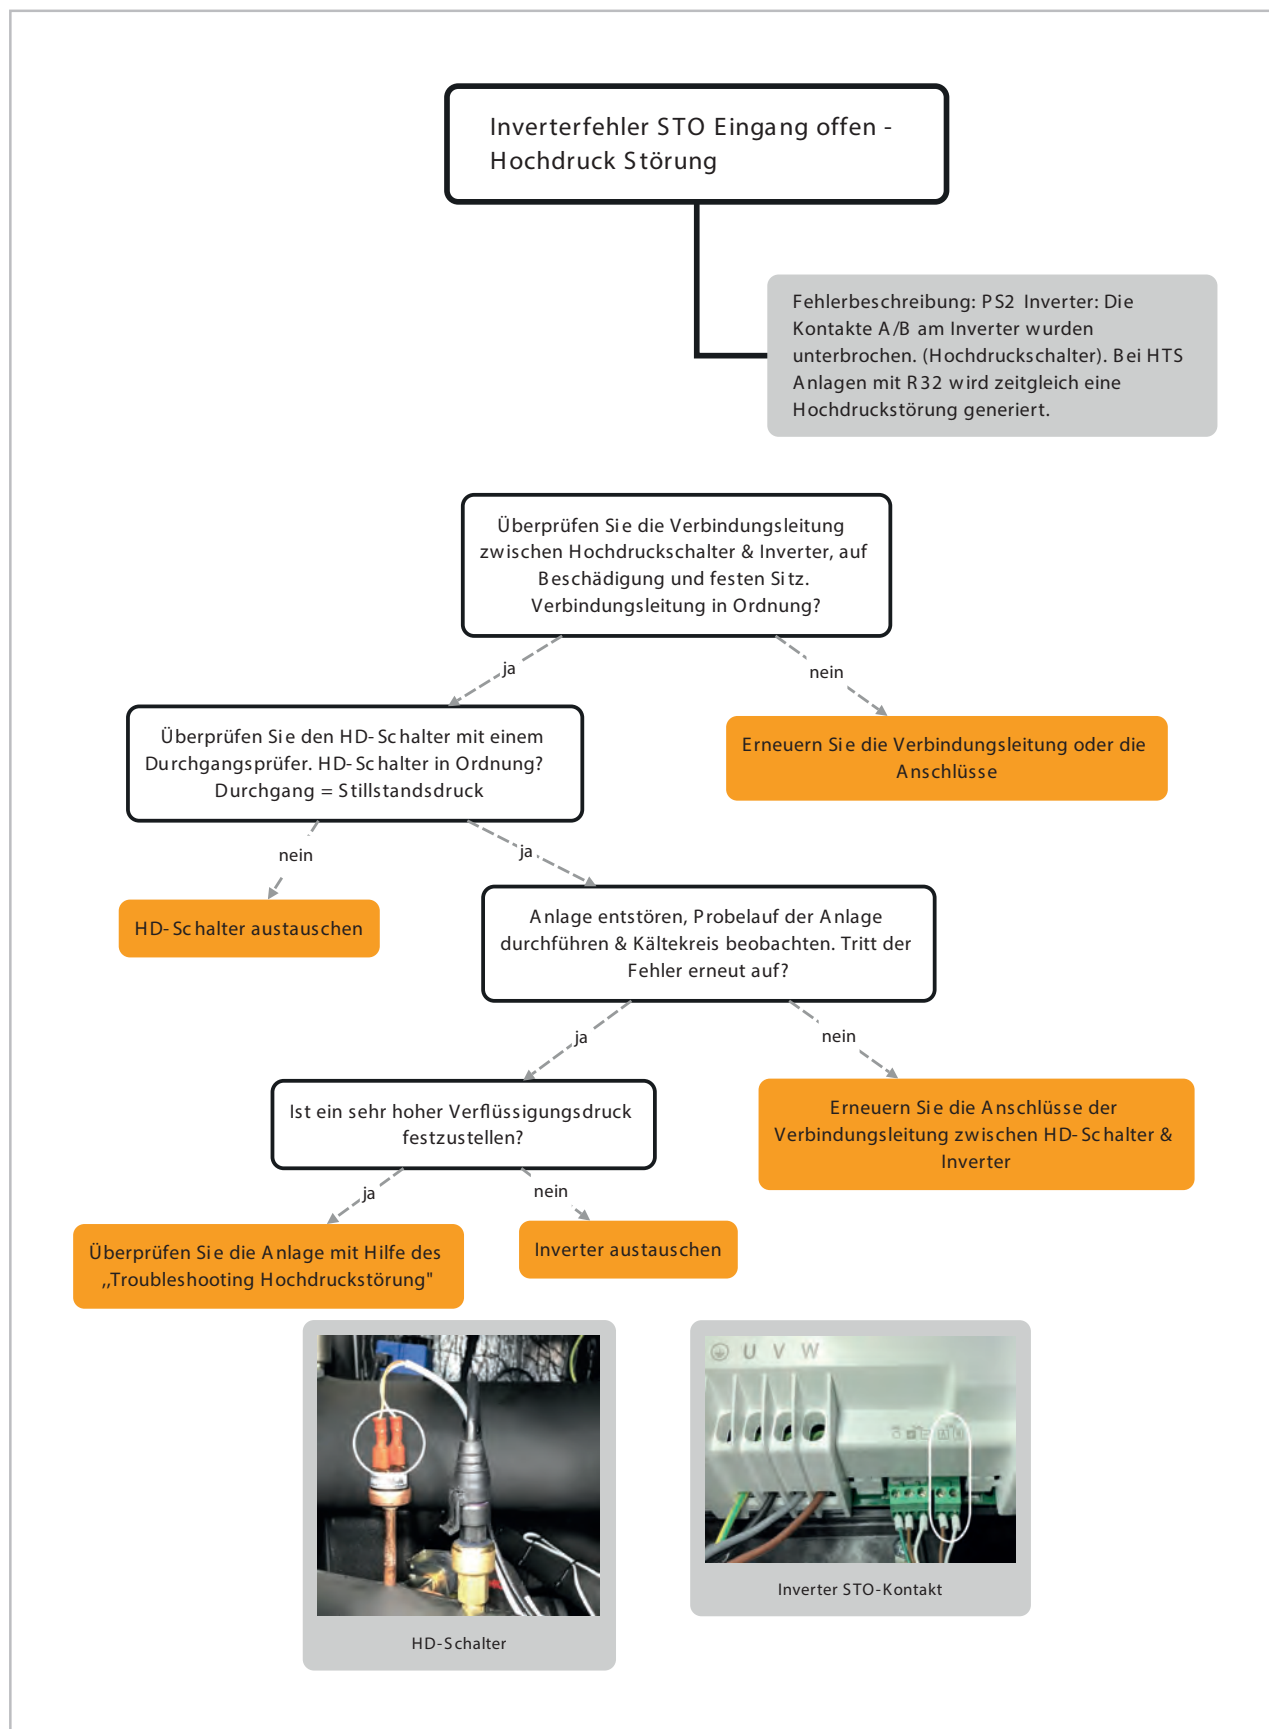 Inverterfehler STO Eingang offen -
Hochdruck Störung
Fehlerbeschreibung: PS2 Inverter: Die
Kontakte A/B am Inverter wurden
unterbrochen. (Hochdruckschalter). Bei HTS
Anlagen mit R32 wird zeitgleich eine
Hochdruckstörung generiert.
Überprüfen Sie die Verbindungsleitung
zwischen Hochdruckschalter & Inverter, auf
Beschädigung und festen Sitz.
Verbindungsleitung in Ordnung?
ja
nein
Überprüfen Sie den HD-Schalter mit einem
Durchgangsprüfer. HD-Schalter in Ordnung?
Durchgang = Stillstandsdruck
Erneuern Sie die Verbindungsleitung oder die
Anschlüsse
nein
ja
HD-Schalter austauschen
Anlage entstören, Probelauf der Anlage
durchführen & Kältekreis beobachten. Tritt der
Fehler erneut auf?
ja
nein
Ist ein sehr hoher Verflüssigungsdruck
festzustellen?
Erneuern Sie die Anschlüsse der
Verbindungsleitung zwischen HD-Schalter &
Inverter
ja
nein
Überprüfen Sie die Anlage mit Hilfe des
,,Troubleshooting Hochdruckstörung"
Inverter austauschen
U V W
HD-Schalter
Inverter STO-Kontakt